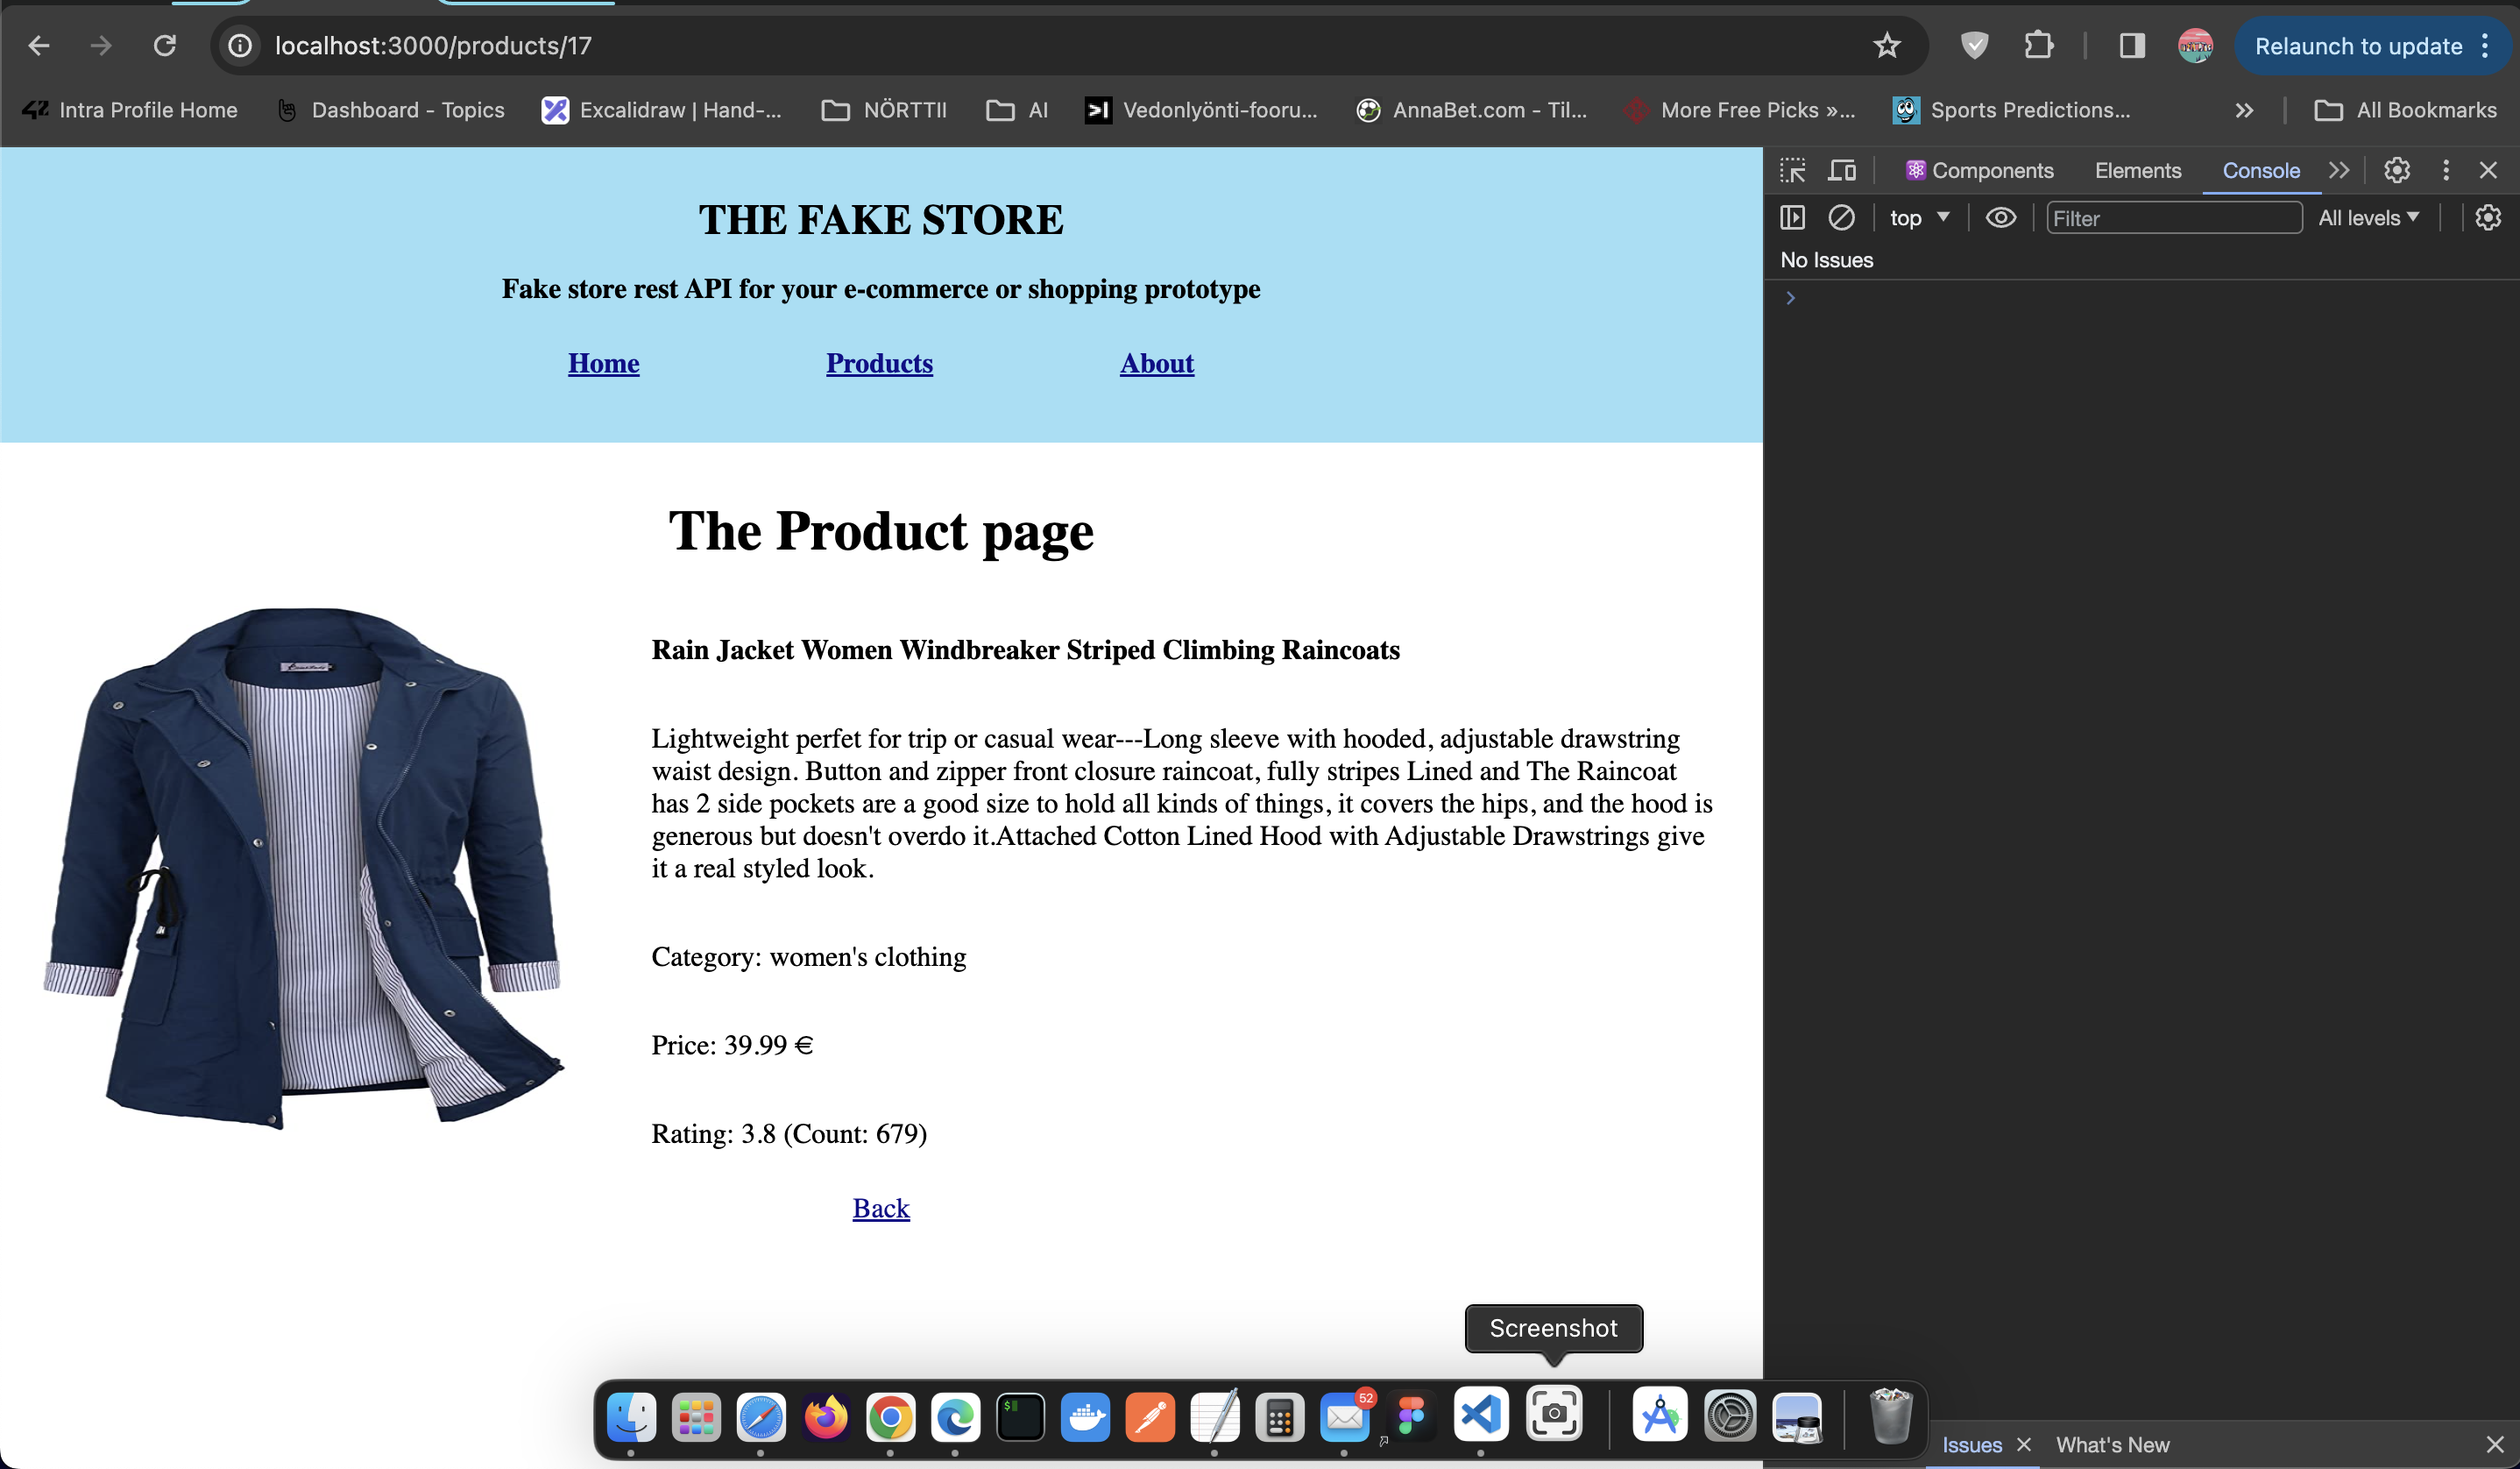 localhost:3000/products/17
Relaunch to update
Intra Profile Home
Dashboard - Topics
Excalidraw | Hand-...
NÖRTTII
AI
Vedonlyönti-fooru...
AnnaBet.com - Til...
More Free Picks »...
Sports Predictions...
All Bookmarks
Components
Elements
Console
top
Filter
All levels
No Issues
THE FAKE STORE
Fake store rest API for your e-commerce or shopping prototype
Home
Products
About
The Product page
Rain Jacket Women Windbreaker Striped Climbing Raincoats
Lightweight perfet for trip or casual wear---Long sleeve with hooded, adjustable drawstring
waist design. Button and zipper front closure raincoat, fully stripes Lined and The Raincoat
has 2 side pockets are a good size to hold all kinds of things, it covers the hips, and the hood is
generous but doesn't overdo it.Attached Cotton Lined Hood with Adjustable Drawstrings give
it a real styled look.
Category: women's clothing
Price: 39.99 €
Rating: 3.8 (Count: 679)
Back
Screenshot
52
Issues
What's New